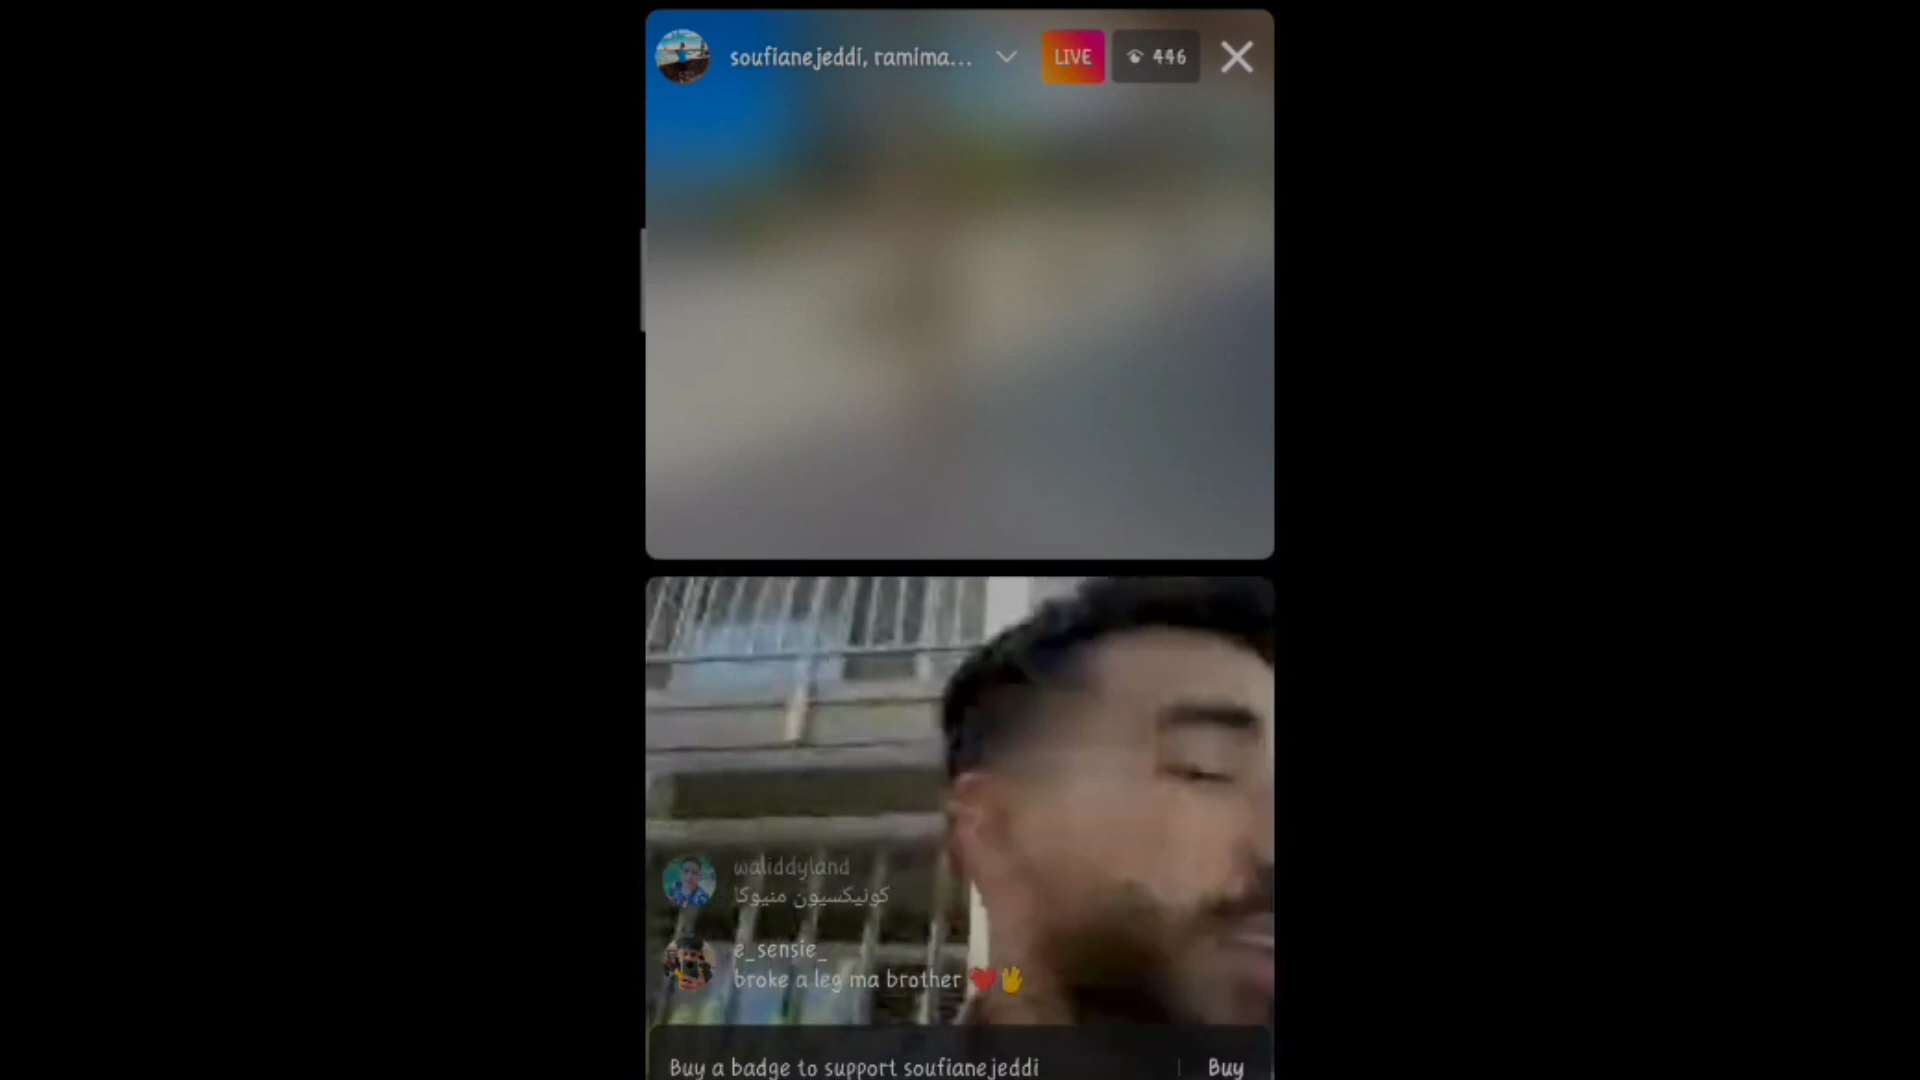 soufianejeddi, ramima...
LIVE
446
waliddyland
كونيكسيون منيوكا
e_sensie_
broke a leg ma brother ❤️🖖
Buy a badge to support soufianejeddi
Buy